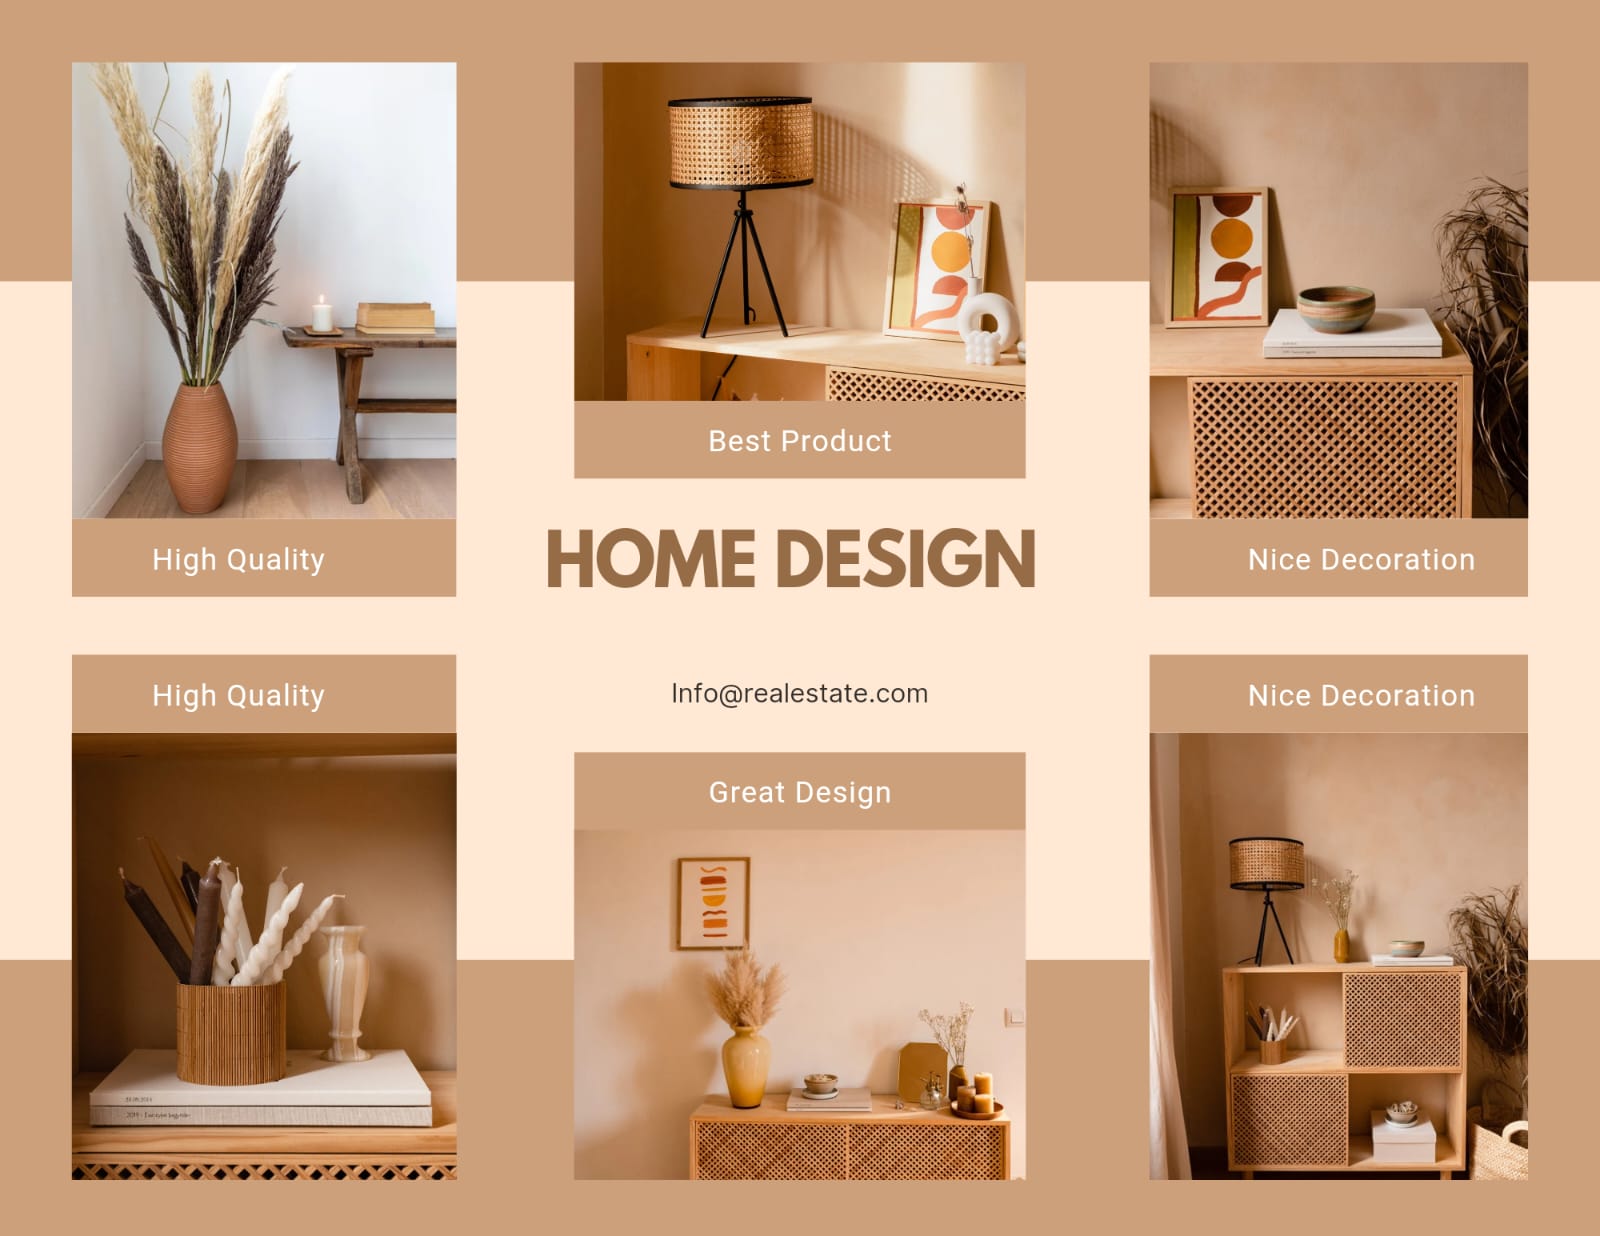 Best Product
High Quality
HOME DESIGN
Nice Decoration
High Quality
Info@realestate.com
Nice Decoration
Great Design